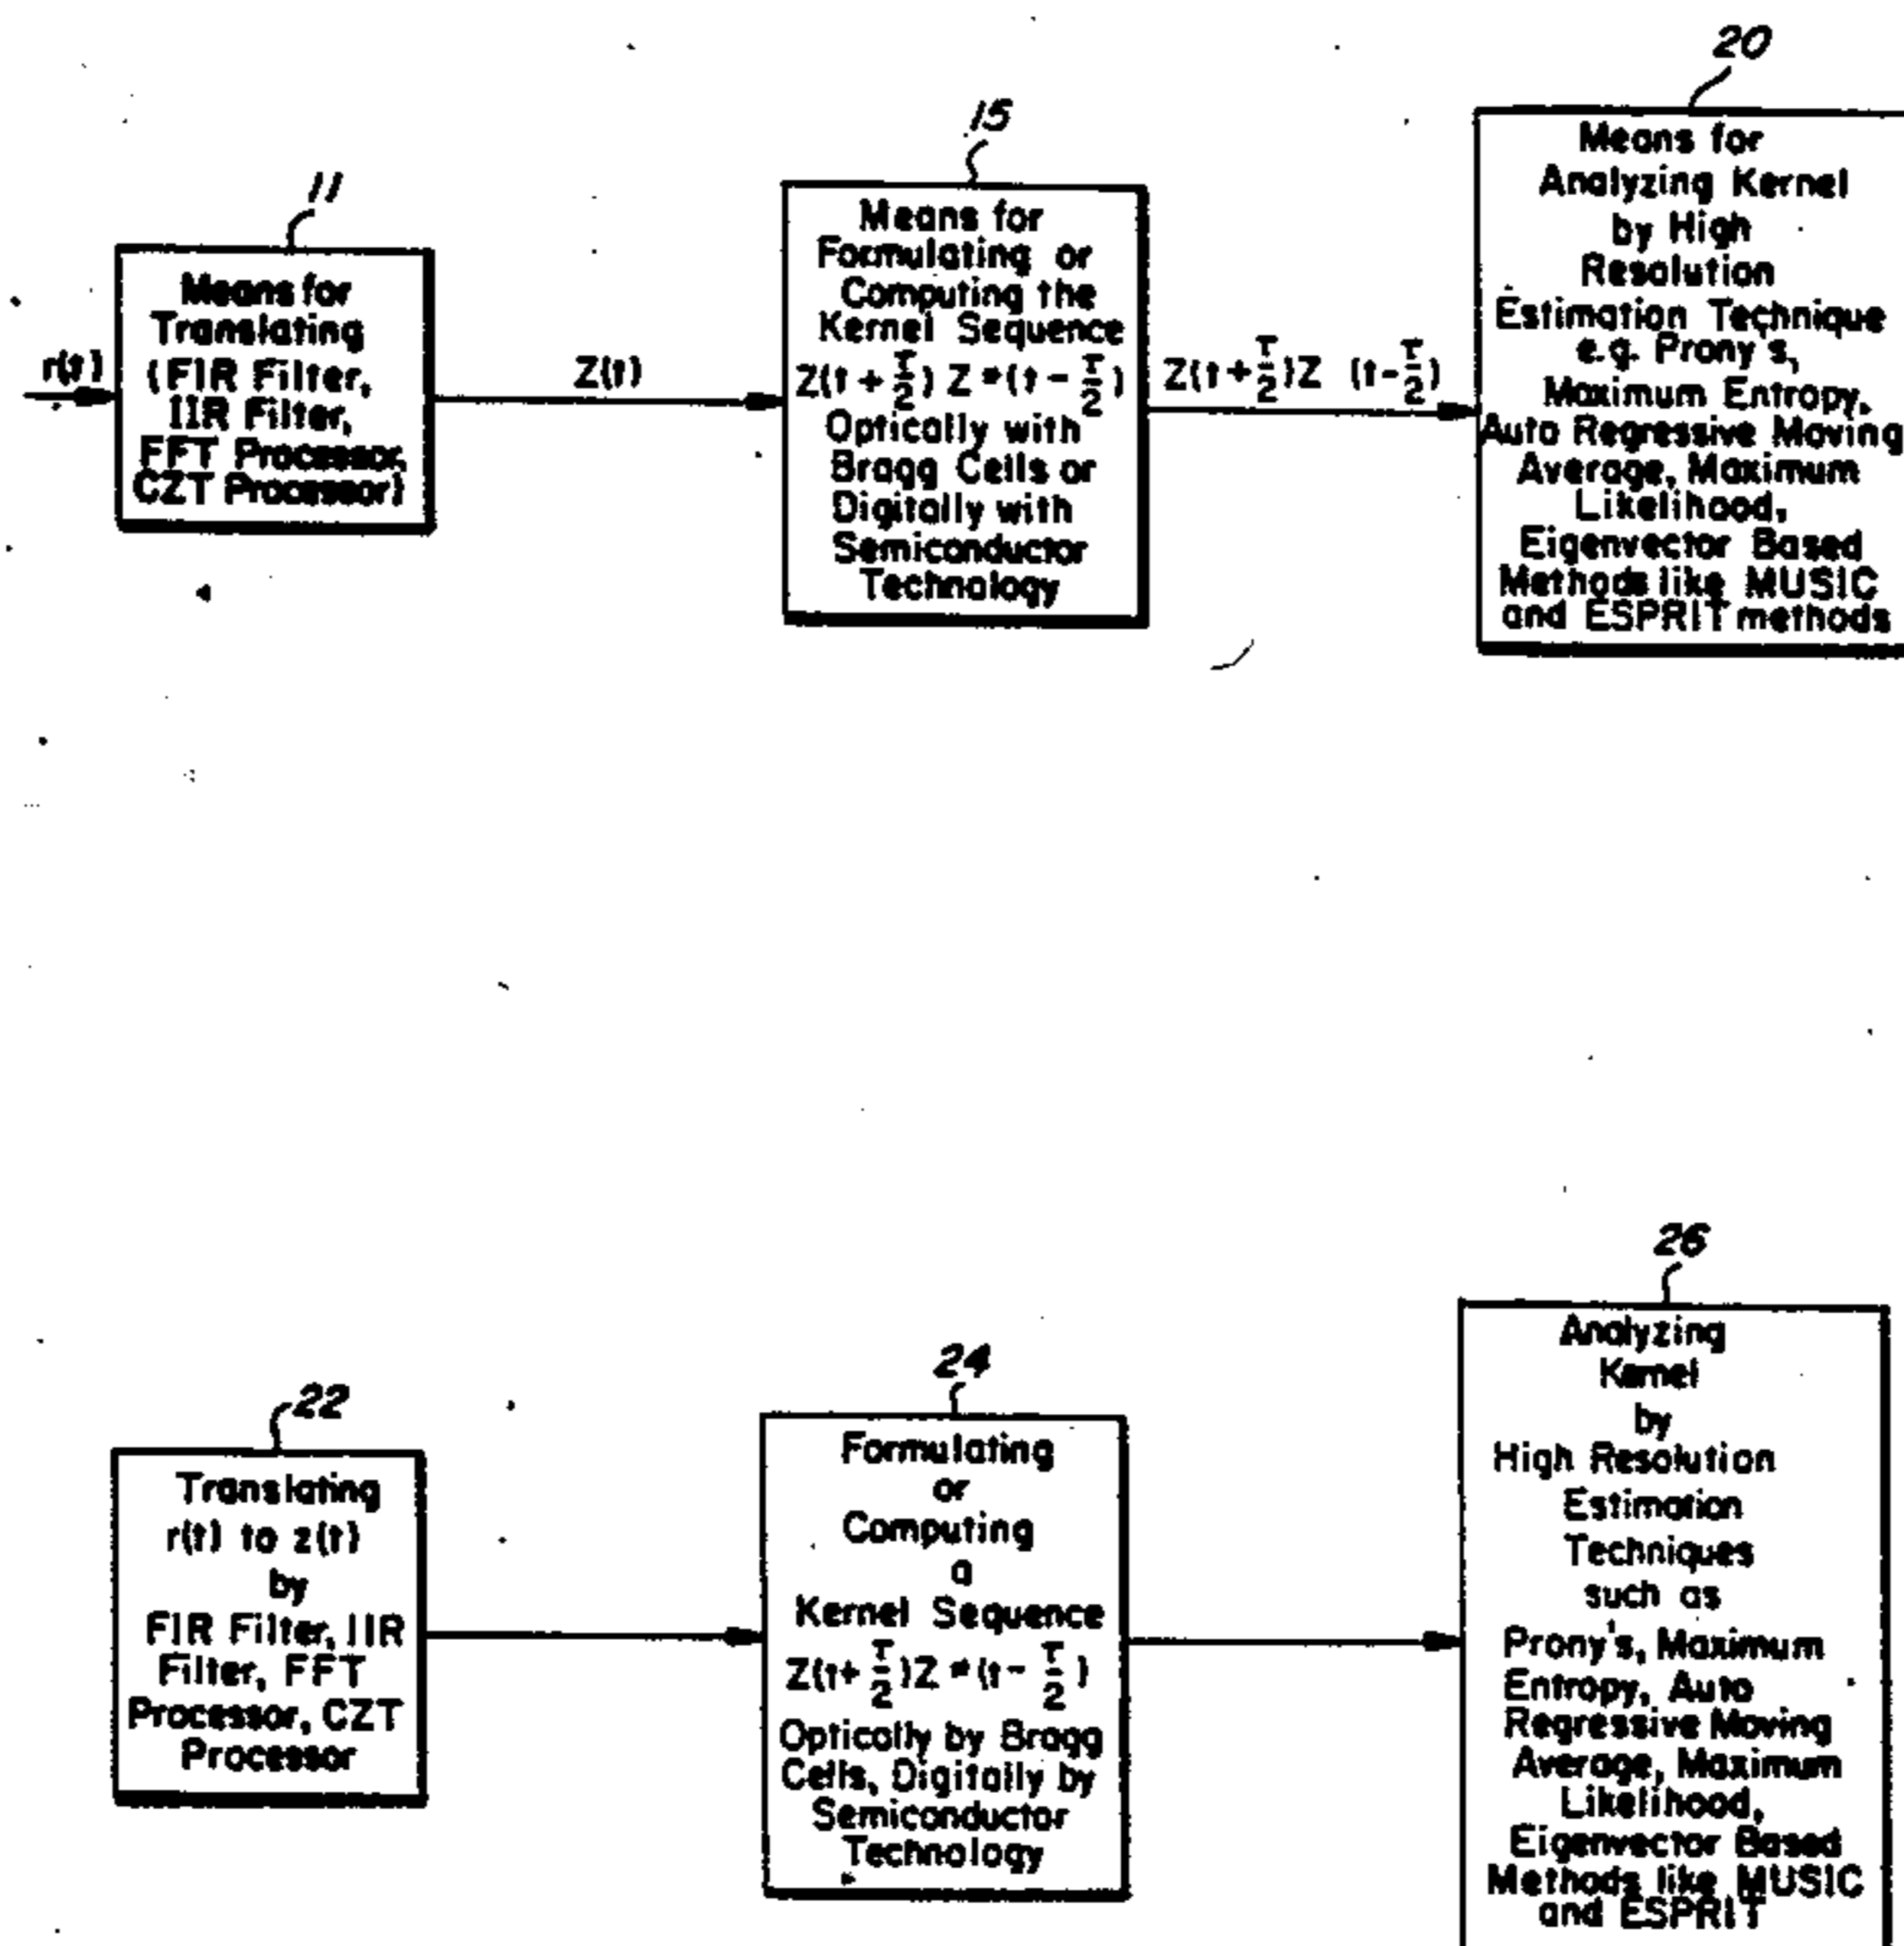 11
r(t)
Means for
Translating
(FIR Filter,
IIR Filter,
FFT Processor,
CZT Processor)
Z(t)
15
Means for
Formulating or
Computing the
Kernel Sequence
Z(t + τ/2) Z *(t - τ/2)
Optically with
Bragg Cells or
Digitally with
Semiconductor
Technology
Z(t+τ/2)Z (t-τ/2)
20
Means for
Analyzing Kernel
by High
Resolution
Estimation Technique
e.g. Prony's,
Maximum Entropy,
Auto Regressive Moving
Average, Maximum
Likelihood,
Eigenvector Based
Methods like MUSIC
and ESPRIT methods
22
Translating
r(t) to z(t)
by
FIR Filter, IIR
Filter, FFT
Processor, CZT
Processor
24
Formulating
or
Computing
a
Kernel Sequence
Z(t+ τ/2)Z *(t- τ/2)
Optically by Bragg
Cells, Digitally by
Semiconductor
Technology
26
Analyzing
Kernel
by
High Resolution
Estimation
Techniques
such as
Prony's, Maximum
Entropy, Auto
Regressive Moving
Average, Maximum
Likelihood,
Eigenvector Based
Methods like MUSIC
and ESPRIT